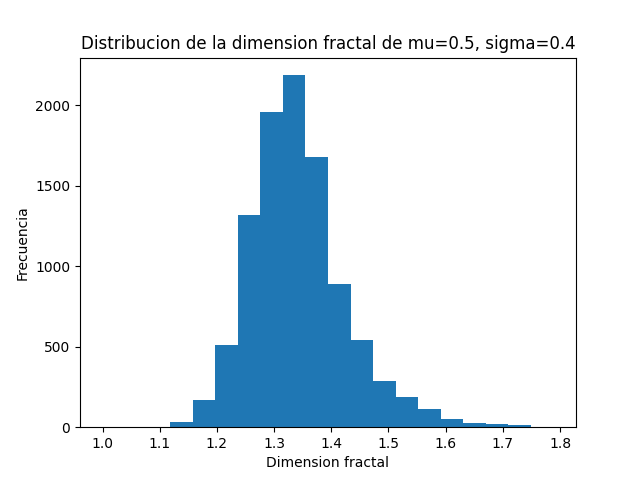 Distribucion de la dimension fractal de mu=0.5, sigma=0.4
Frecuencia
2000
1500
1000
500
0
1.0 1.1 1.2 1.3 1.4 1.5 1.6 1.7 1.8
Dimension fractal